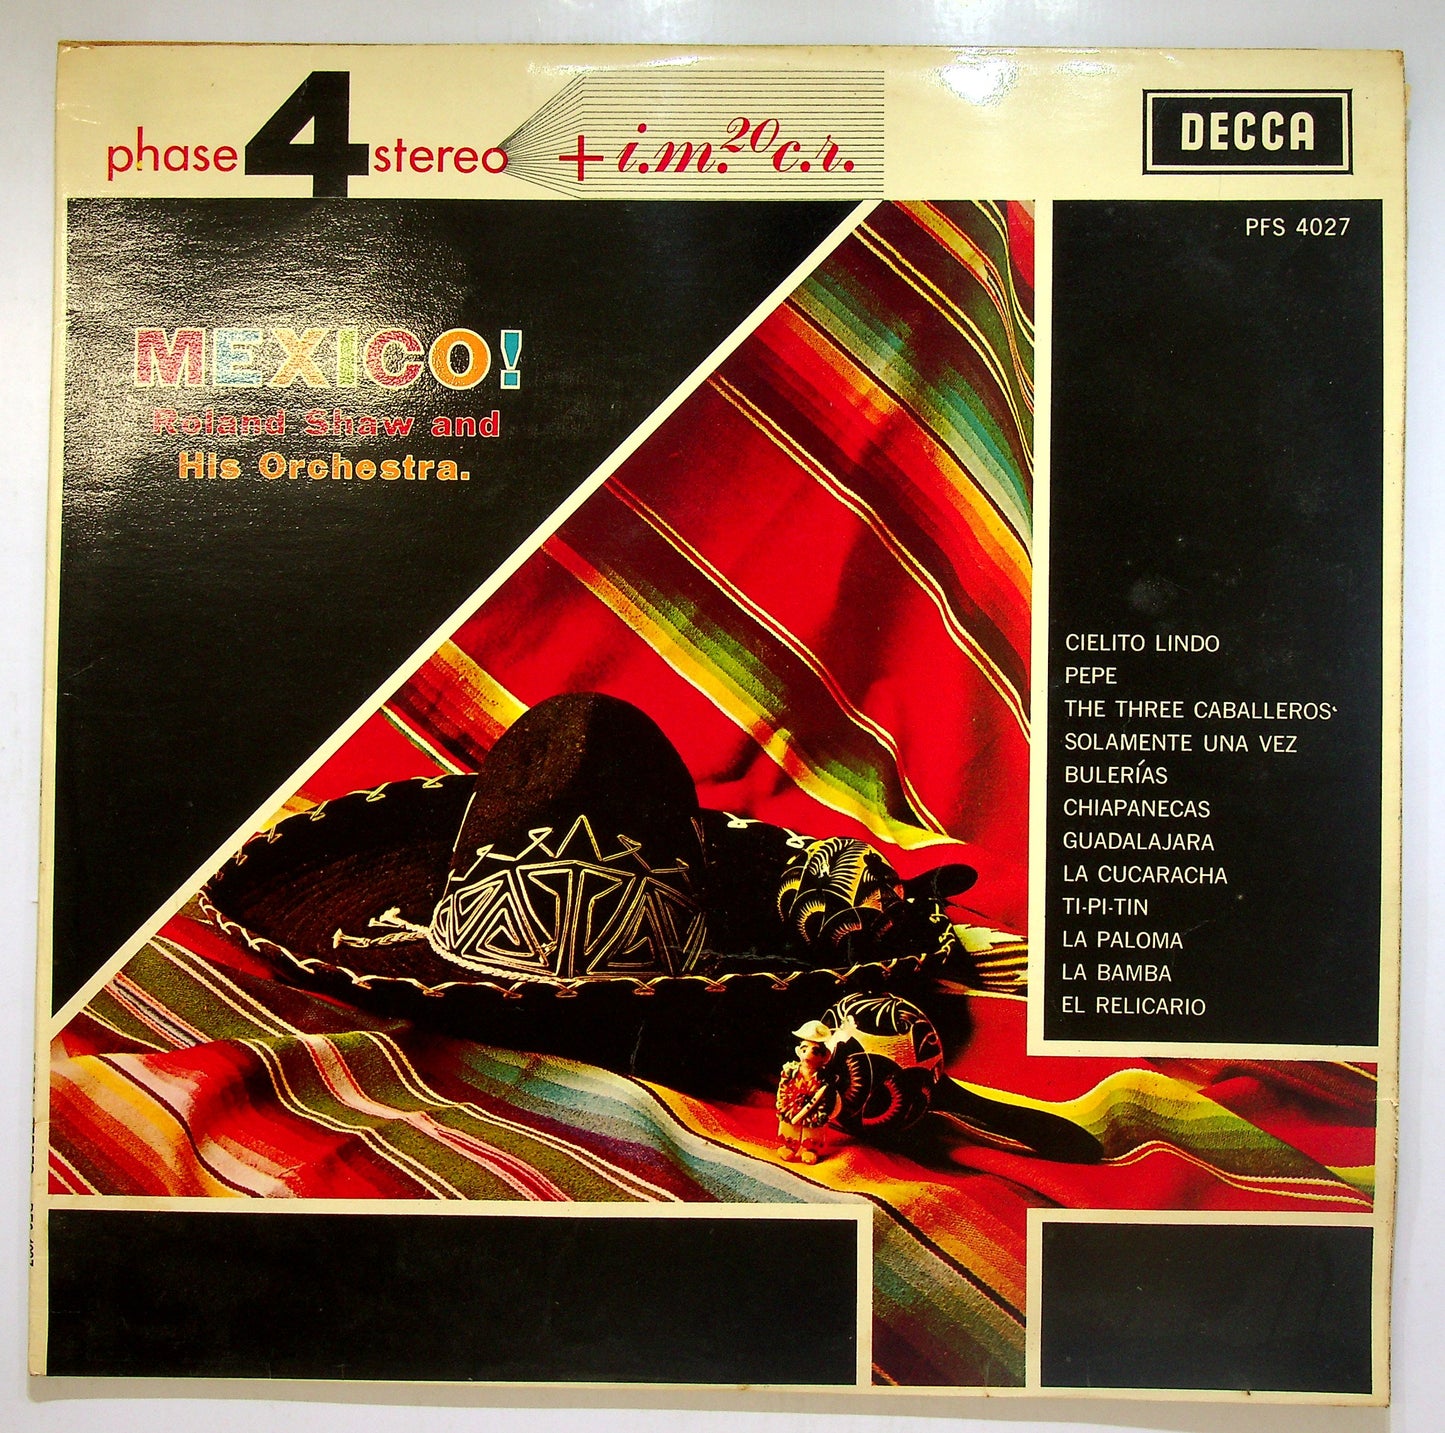 phase 4 stereo + i.m.20 c.r.
DECCA
PFS 4027
MEXICO!
Roland Shaw and
His Orchestra.
CIELITO LINDO
PEPE
THE THREE CABALLEROS
SOLAMENTE UNA VEZ
BULERÍAS
CHIAPANECAS
GUADALAJARA
LA CUCARACHA
TI-PI-TIN
LA PALOMA
LA BAMBA
EL RELICARIO